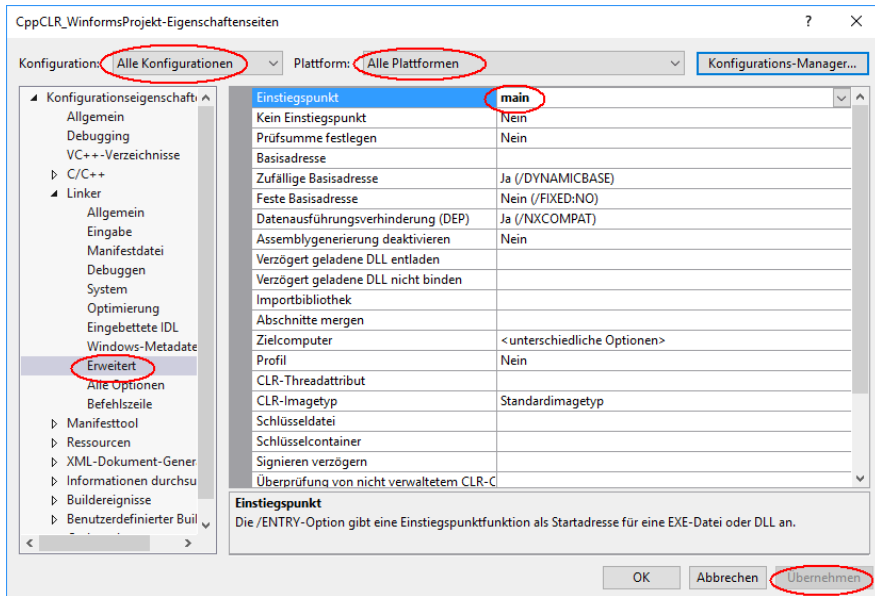 CppCLR_WinformsProjekt-Eigenschaftenseiten
Konfiguration: Alle Konfigurationen Plattform: Alle Plattformen Konfigurations-Manager...
Konfigurationseigenschaft
Allgemein
Debugging
VC++-Verzeichnisse
C/C++
Linker
Allgemein
Eingabe
Manifestdatei
Debuggen
System
Optimierung
Eingebettete IDL
Windows-Metadate
Erweitert
Alle Optionen
Befehlszeile
Manifesttool
Ressourcen
XML-Dokument-Gener
Informationen durchsu
Buildereignisse
Benutzerdefinierter Buil
Einstiegspunkt main
Kein Einstiegspunkt Nein
Prüfsumme festlegen Nein
Basisadresse
Zufällige Basisadresse Ja (/DYNAMICBASE)
Feste Basisadresse Nein (/FIXED:NO)
Datenausführungsverhinderung (DEP) Ja (/NXCOMPAT)
Assemblygenerierung deaktivieren Nein
Verzögert geladene DLL entladen
Verzögert geladene DLL nicht binden
Importbibliothek
Abschnitte mergen
Zielcomputer <unterschiedliche Optionen>
Profil Nein
CLR-Threadattribut
CLR-Imagetyp Standardimagetyp
Schlüsseldatei
Schlüsselcontainer
Signieren verzögern
Überprüfung von nicht verwaltetem CLR-C
Einstiegspunkt
Die /ENTRY-Option gibt eine Einstiegspunktfunktion als Startadresse für eine EXE-Datei oder DLL an.
OK Abbrechen Übernehmen